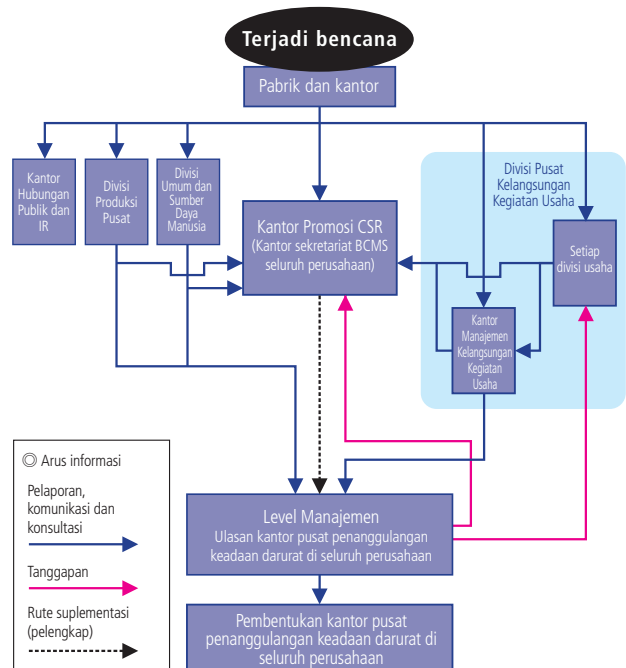 Terjadi bencana
Pabrik dan kantor
Kantor
Hubungan
Publik dan
IR
Divisi
Produksi
Pusat
Divisi
Umum dan
Sumber
Daya
Manusia
Kantor Promosi CSR
(Kantor sekretariat BCMS
seluruh perusahaan)
Divisi Pusat
Kelangsungan
Kegiatan Usaha
Setiap
divisi usaha
Kantor
Manajemen
Kelangsungan
Kegiatan
Usaha
◎ Arus informasi
Pelaporan,
komunikasi dan
konsultasi
Tanggapan
Rute suplementasi
(pelengkap)
Level Manajemen
Ulasan kantor pusat penanggulangan
keadaan darurat di seluruh perusahaan
Pembentukan kantor pusat
penanggulangan keadaan darurat di
seluruh perusahaan